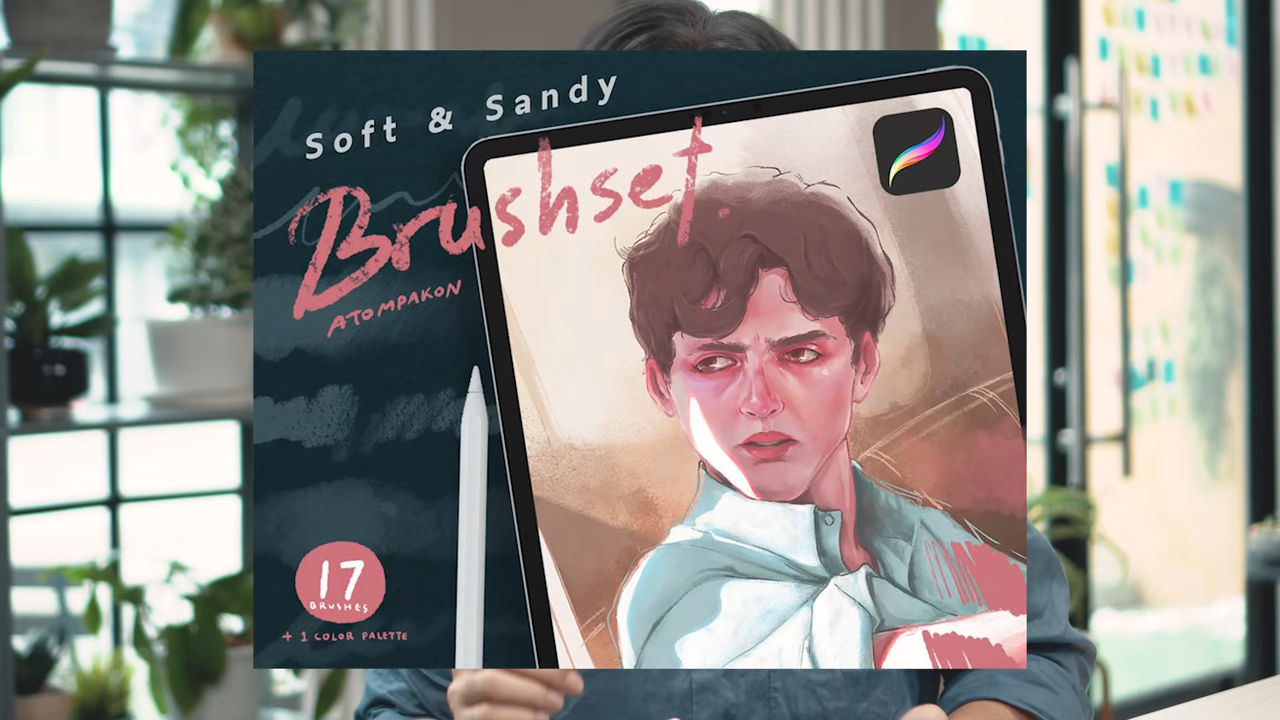 Soft & Sandy
Brushset.
ATOMPAKON
17
BRUSHES
+ 1 COLOR PALETTE